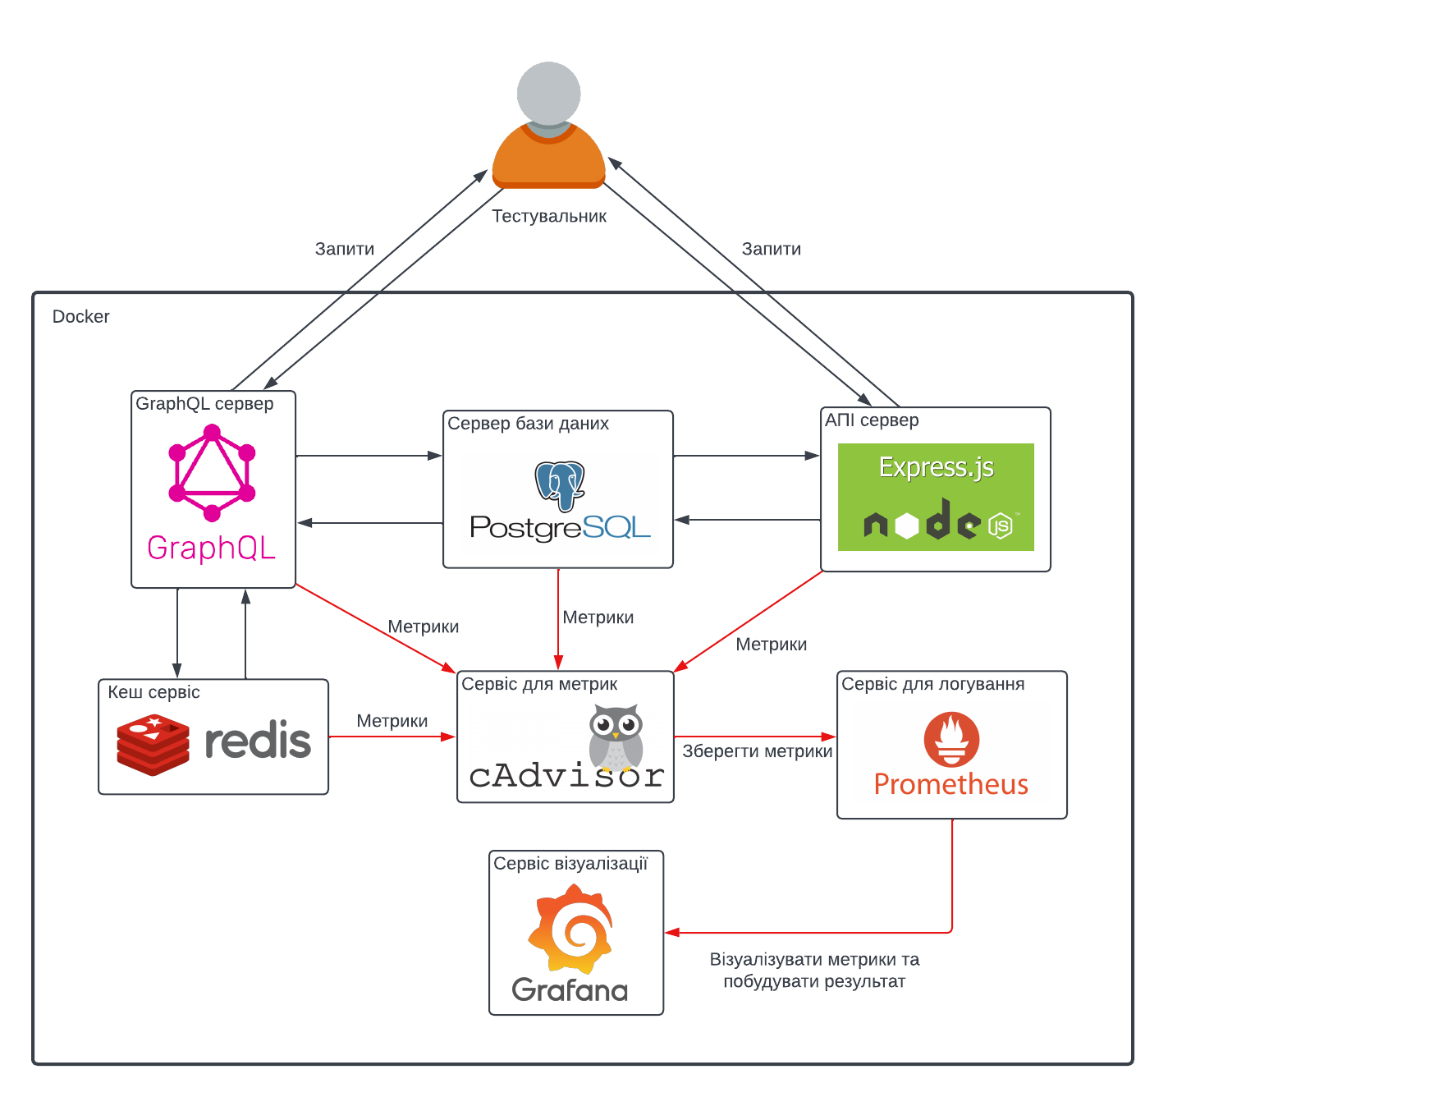 Тестувальник
Запити
Запити
Docker
GraphQL сервер
GraphQL
Сервер бази даних
PostgreSQL
АПІ сервер
Express.js
node
JS
™
Метрики
Метрики
Метрики
Кеш сервіс
redis
Метрики
Сервіс для метрик
cAdvisor
Зберегти метрики
Сервіс для логування
Prometheus
Сервіс візуалізації
Grafana
Візуалізувати метрики та
побудувати результат